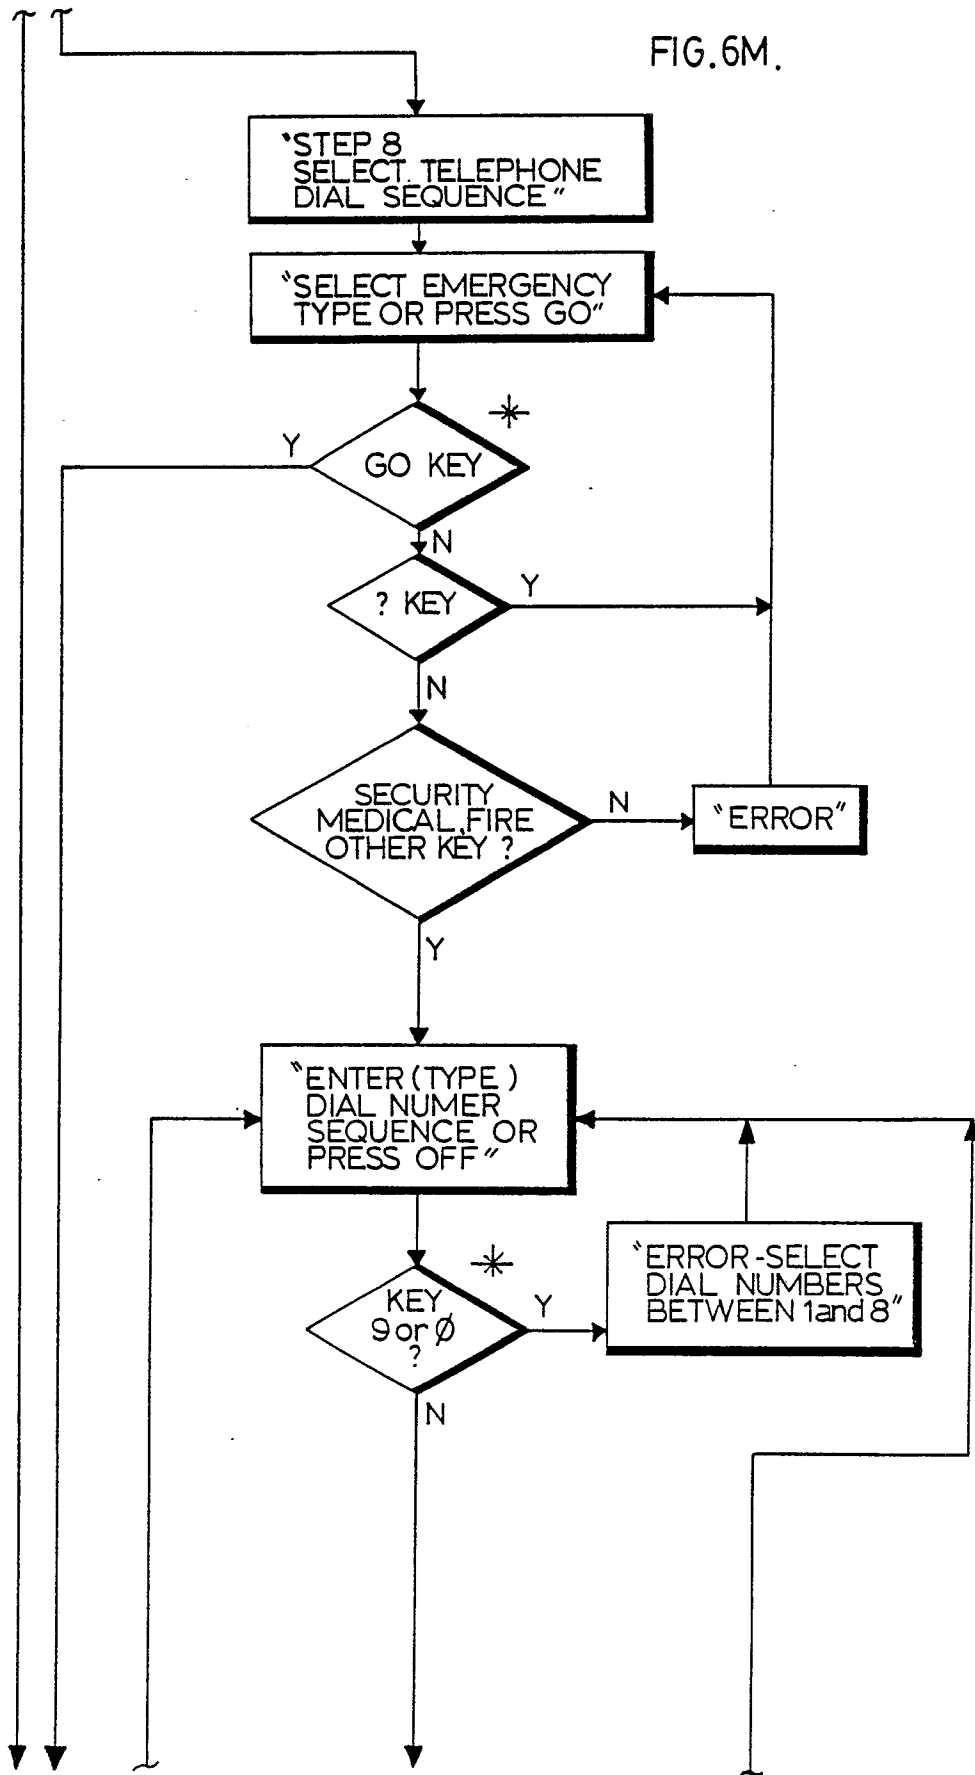 FIG.6M.
"STEP 8
SELECT TELEPHONE
DIAL SEQUENCE"
"SELECT EMERGENCY
TYPE OR PRESS GO"
*
Y
GO KEY
N
? KEY
Y
N
SECURITY
MEDICAL, FIRE
OTHER KEY ?
N
"ERROR"
Y
"ENTER (TYPE)
DIAL NUMER
SEQUENCE OR
PRESS OFF"
*
KEY
9 or Ø
?
Y
"ERROR-SELECT
DIAL NUMBERS
BETWEEN 1 and 8"
N